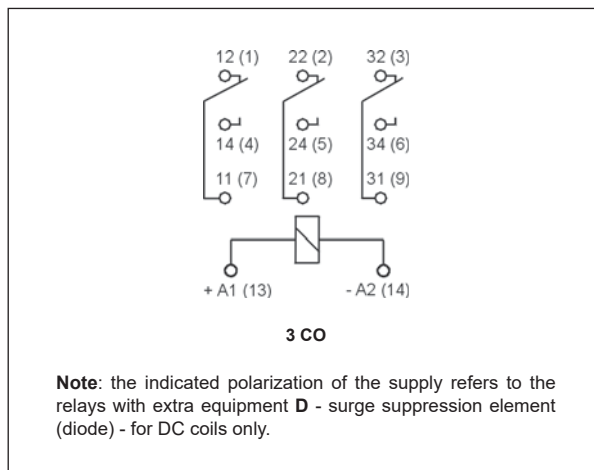 12 (1) 22 (2) 32 (3)
14 (4) 24 (5) 34 (6)
11 (7) 21 (8) 31 (9)
+ A1 (13) - A2 (14)
3 CO
Note: the indicated polarization of the supply refers to the
relays with extra equipment D - surge suppression element
(diode) - for DC coils only.